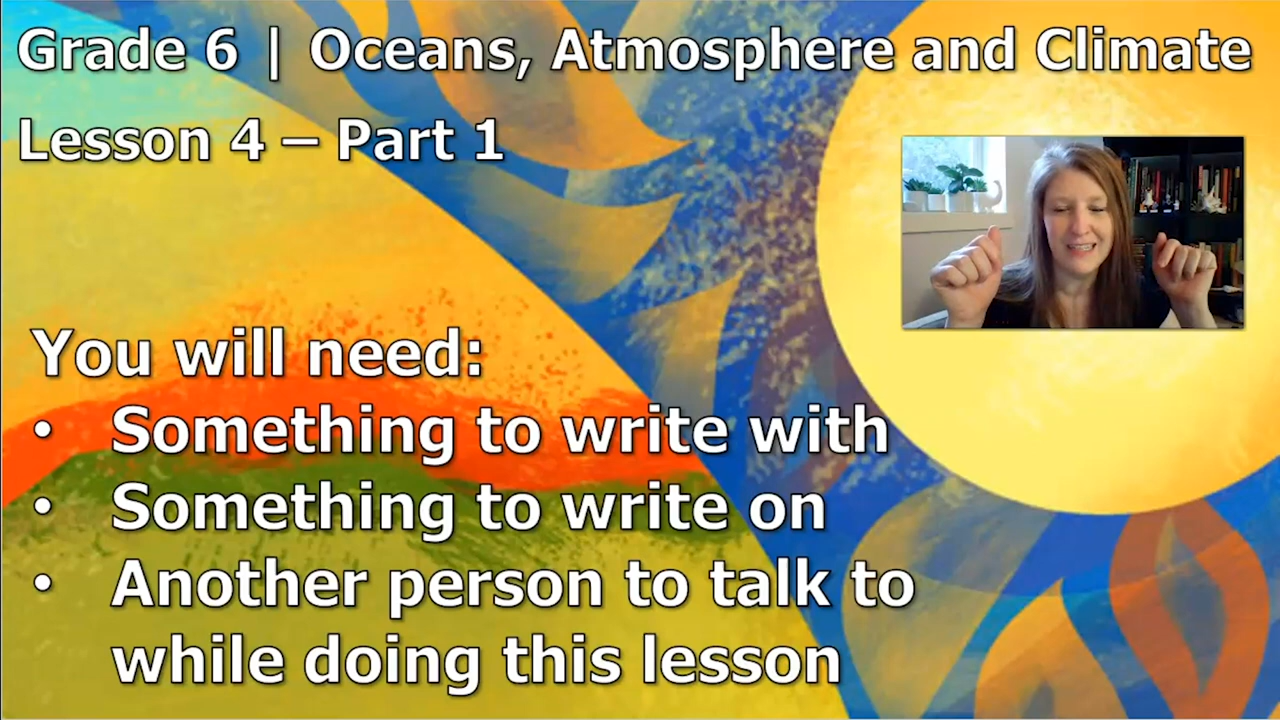 Grade 6 | Oceans, Atmosphere and Climate
Lesson 4 – Part 1
You will need:
• Something to write with
• Something to write on
• Another person to talk to
while doing this lesson